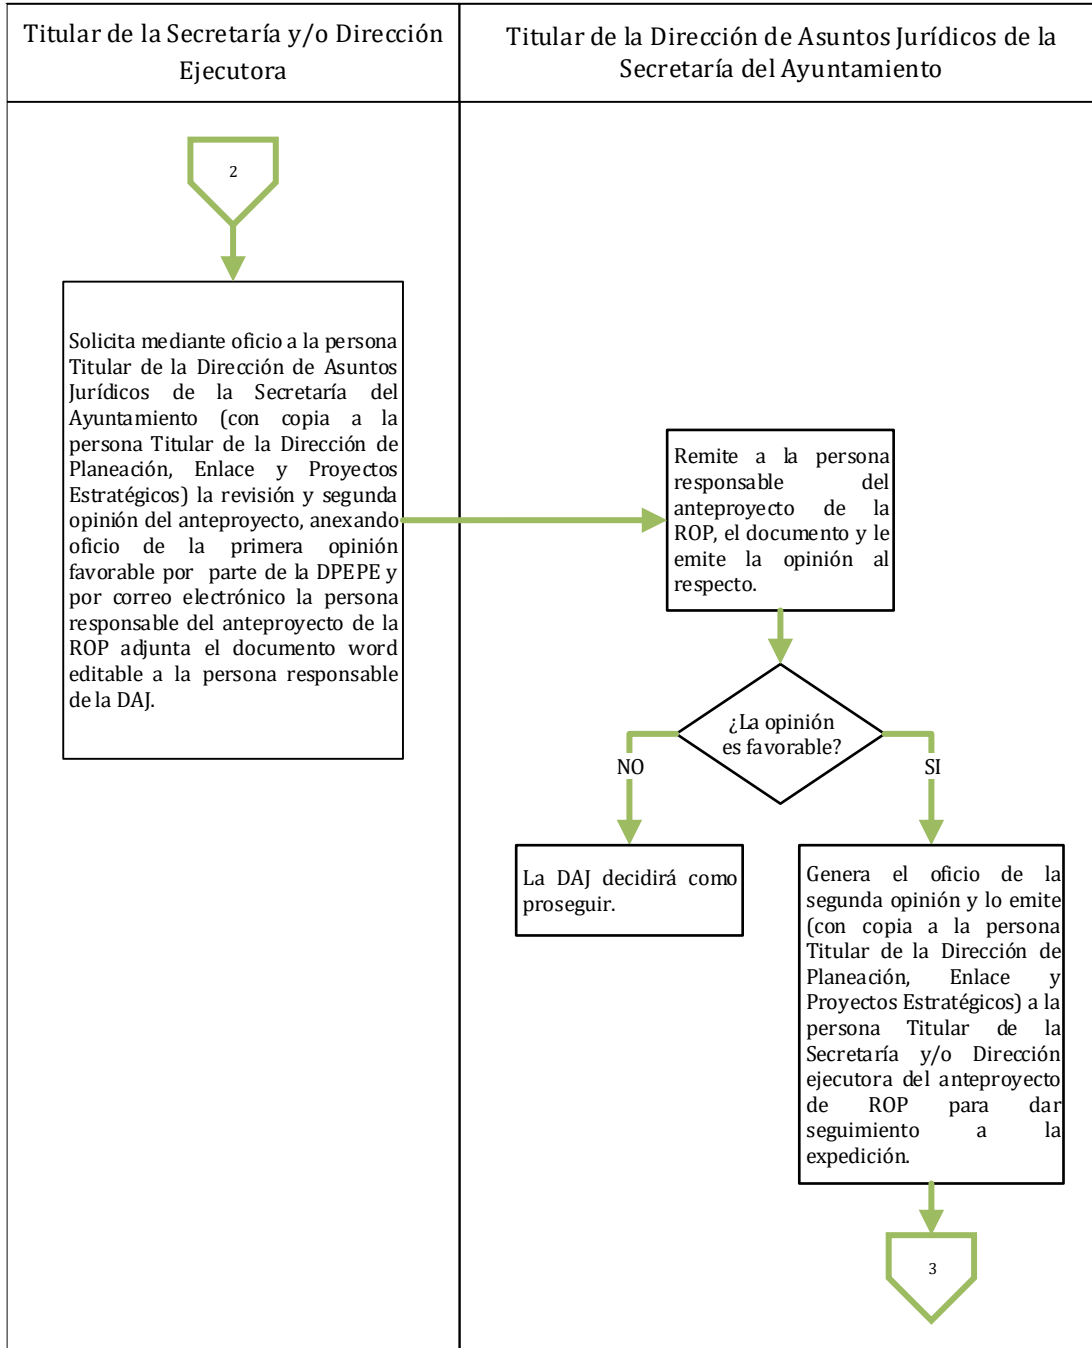 Titular de la Secretaría y/o Dirección
Ejecutora
Titular de la Dirección de Asuntos Jurídicos de la
Secretaría del Ayuntamiento
2
Solicita mediante oficio a la persona
Titular de la Dirección de Asuntos
Jurídicos de la Secretaría del
Ayuntamiento (con copia a la
persona Titular de la Dirección de
Planeación, Enlace y Proyectos
Estratégicos) la revisión y segunda
opinión del anteproyecto, anexando
oficio de la primera opinión
favorable por parte de la DPEPE y
por correo electrónico la persona
responsable del anteproyecto de la
ROP adjunta el documento word
editable a la persona responsable
de la DAJ.
Remite a la persona
responsable del
anteproyecto de la
ROP, el documento y le
emite la opinión al
respecto.
¿La opinión
es favorable?
NO
SI
La DAJ decidirá como
proseguir.
Genera el oficio de la
segunda opinión y lo emite
(con copia a la persona
Titular de la Dirección de
Planeación, Enlace y
Proyectos Estratégicos) a la
persona Titular de la
Secretaría y/o Dirección
ejecutora del anteproyecto
de ROP para dar
seguimiento a la
expedición.
3